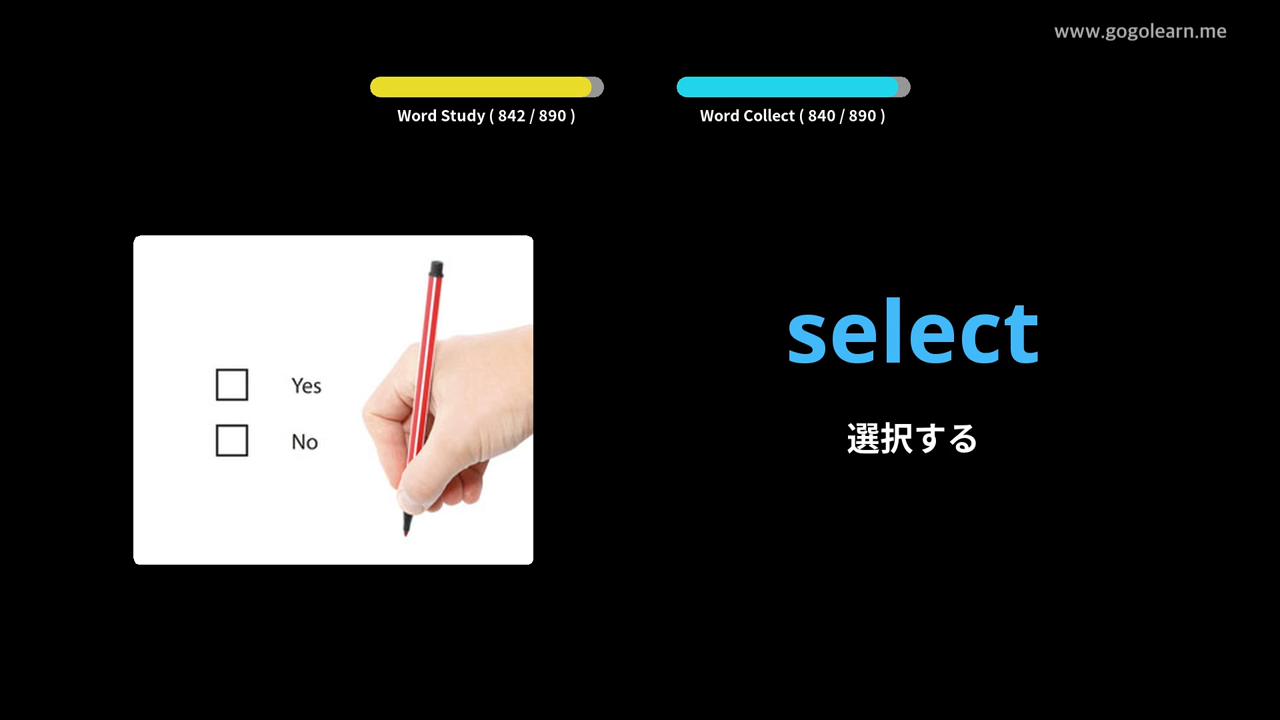 www.gogolearn.me
Word Study ( 842 / 890 )
Word Collect ( 840 / 890 )
Yes
No
select
選択する